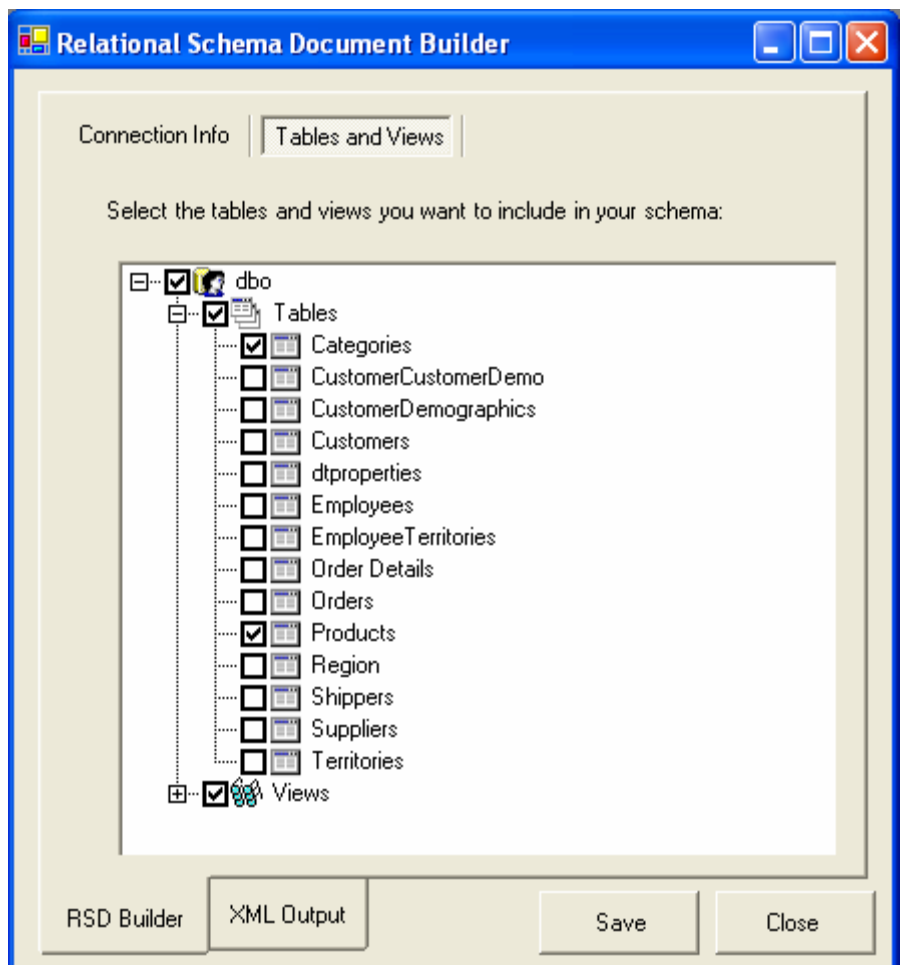 Relational Schema Document Builder
Connection Info Tables and Views
Select the tables and views you want to include in your schema:
dbo
Tables
Categories
CustomerCustomerDemo
CustomerDemographics
Customers
dtproperties
Employees
EmployeeTerritories
Order Details
Orders
Products
Region
Shippers
Suppliers
Territories
Views
RSD Builder XML Output Save Close